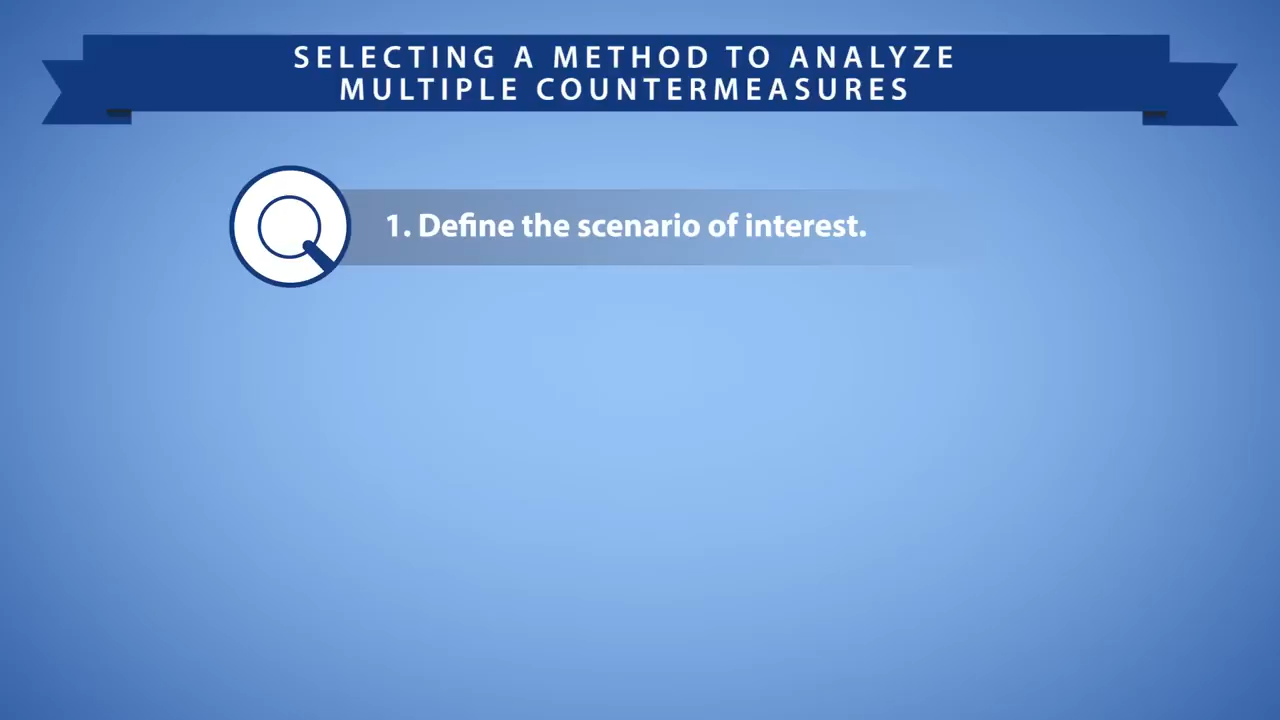 SELECTING A METHOD TO ANALYZE
MULTIPLE COUNTERMEASURES
1. Define the scenario of interest.